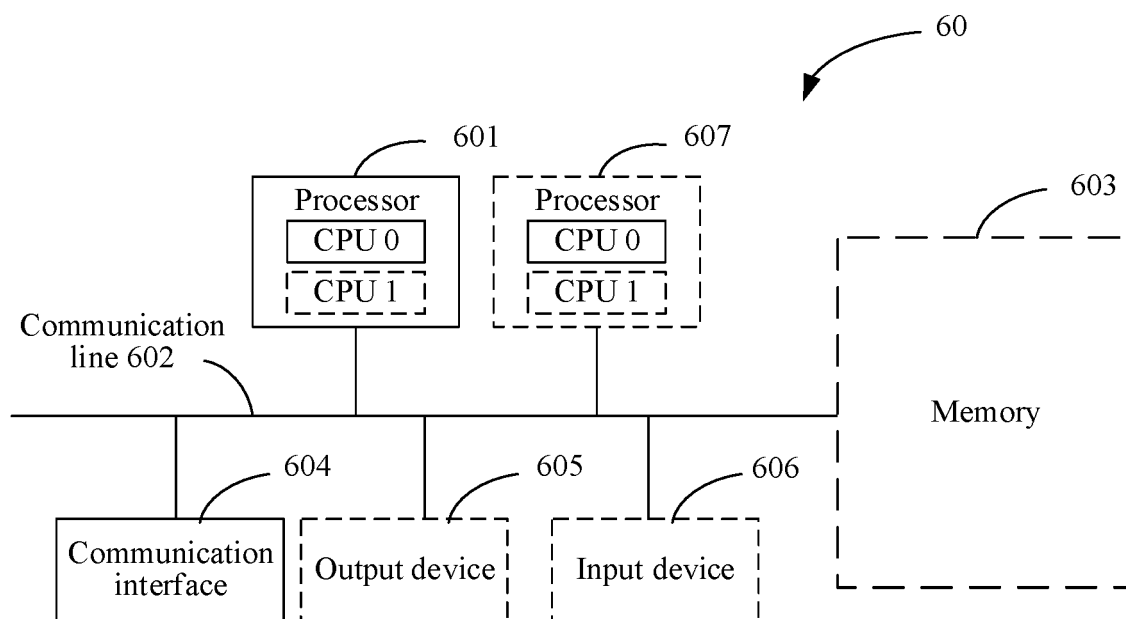 60
601
607
603
Processor
CPU 0
CPU 1
Processor
CPU 0
CPU 1
Communication
line 602
Memory
604
605
606
Communication
interface
Output device
Input device